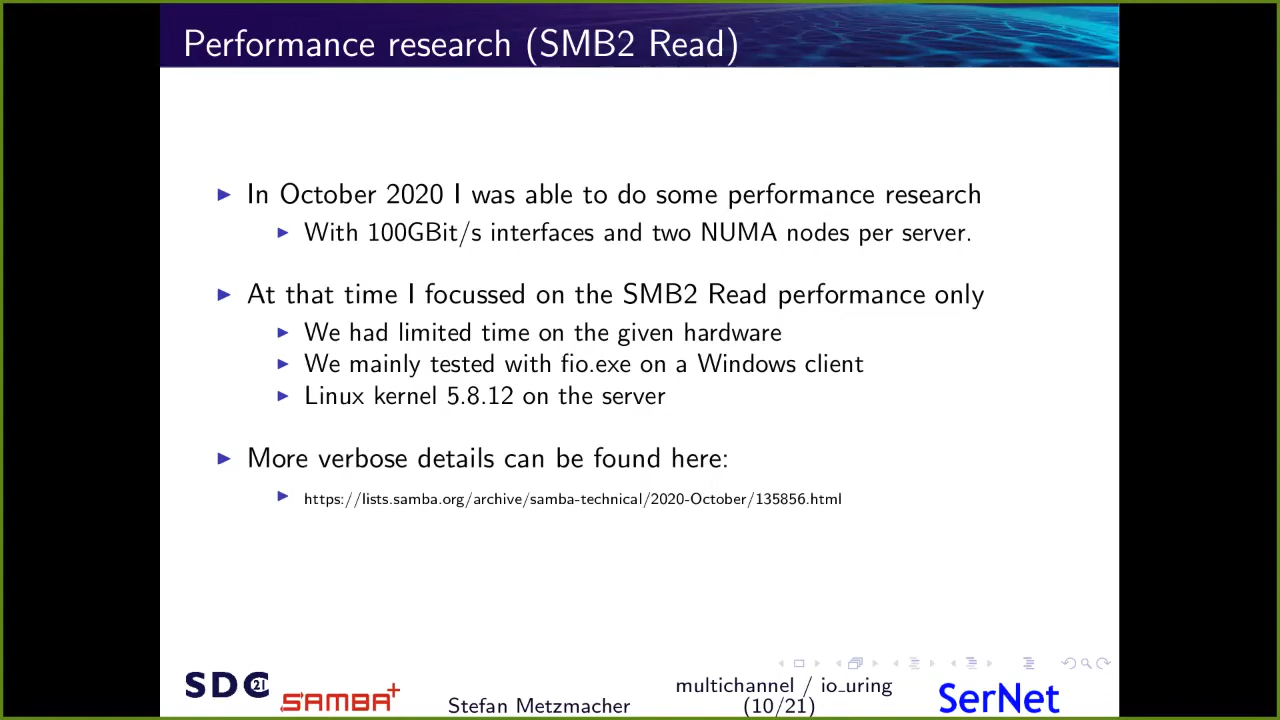 Performance research (SMB2 Read)
In October 2020 I was able to do some performance research
With 100GBit/s interfaces and two NUMA nodes per server.
At that time I focussed on the SMB2 Read performance only
We had limited time on the given hardware
We mainly tested with fio.exe on a Windows client
Linux kernel 5.8.12 on the server
More verbose details can be found here:
https://lists.samba.org/archive/samba-technical/2020-October/135856.html
SDC 21
SAMBA+
Stefan Metzmacher
multichannel / io_uring
(10/21)
SerNet